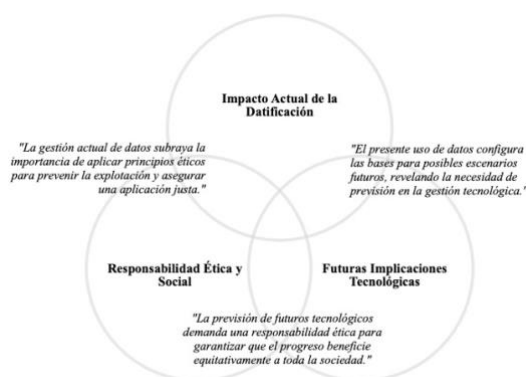 Impacto Actual de la
Datificación
"La gestión actual de datos subraya la
importancia de aplicar principios éticos
para prevenir la explotación y asegurar
una aplicación justa."
"El presente uso de datos configura
las bases para posibles escenarios
futuros, revelando la necesidad de
previsión en la gestión tecnológica."
Responsabilidad Ética y
Social
Futuras Implicaciones
Tecnológicas
"La previsión de futuros tecnológicos
demanda una responsabilidad ética para
garantizar que el progreso beneficie
equitativamente a toda la sociedad."